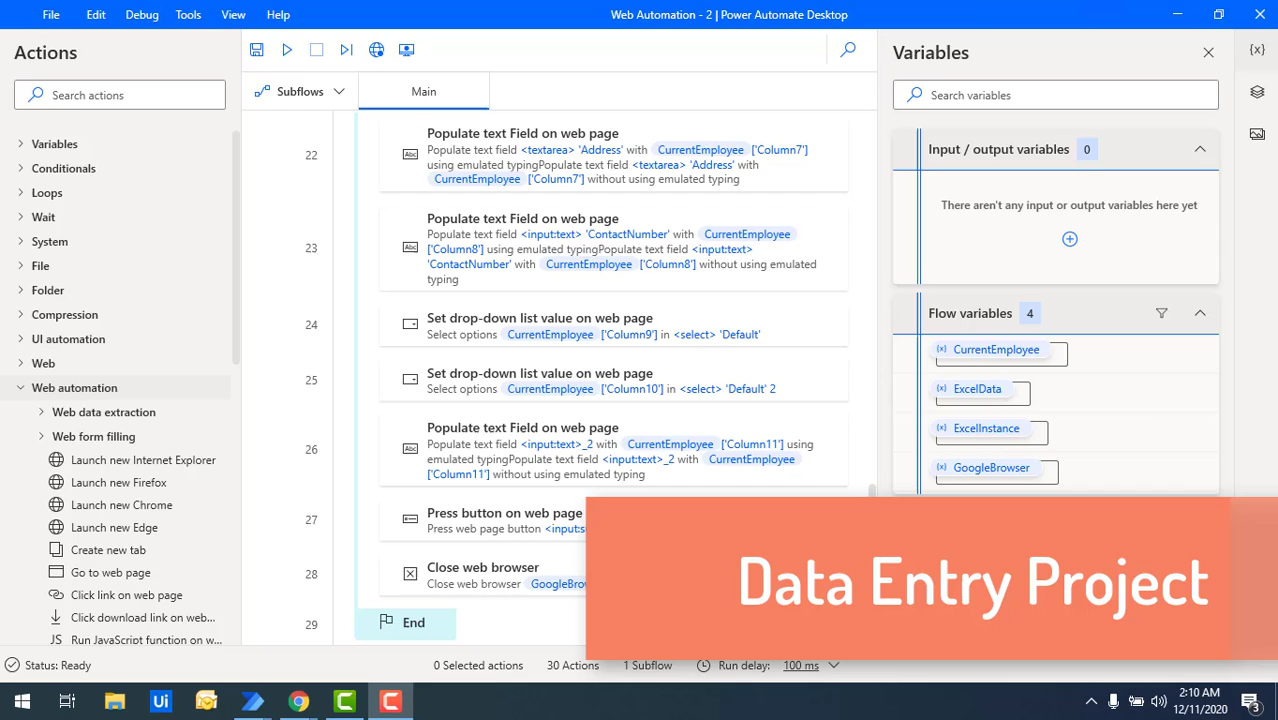 File Edit Debug Tools View Help Web Automation - 2 | Power Automate Desktop
Actions
Search actions
Variables
Conditionals
Loops
Wait
System
File
Folder
Compression
UI automation
Web
Web automation
Web data extraction
Web form filling
Launch new Internet Explorer
Launch new Firefox
Launch new Chrome
Launch new Edge
Create new tab
Go to web page
Click link on web page
Click download link on web...
Run JavaScript function on w...
Subflows Main
22
Populate text Field on web page
Populate text field <textarea> 'Address' with CurrentEmployee ['Column7']
using emulated typingPopulate text field <textarea> 'Address' with
CurrentEmployee ['Column7'] without using emulated typing
23
Populate text Field on web page
Populate text field <input:text> 'ContactNumber' with CurrentEmployee
['Column8'] using emulated typingPopulate text field <input:text>
'ContactNumber' with CurrentEmployee ['Column8'] without using emulated
typing
24
Set drop-down list value on web page
Select options CurrentEmployee ['Column9'] in <select> 'Default'
25
Set drop-down list value on web page
Select options CurrentEmployee ['Column10'] in <select> 'Default' 2
26
Populate text Field on web page
Populate text field <input:text>_2 with CurrentEmployee ['Column11'] using
emulated typingPopulate text field <input:text>_2 with CurrentEmployee
['Column11'] without using emulated typing
27
Press button on web page
Press web page button <input:s
28
Close web browser
Close web browser GoogleBrow
29 End
Variables
{x}
Search variables
Input / output variables 0
There aren't any input or output variables here yet
Flow variables 4
(x) CurrentEmployee
(x) ExcelData
(x) ExcelInstance
(x) GoogleBrowser
Data Entry Project
Status: Ready 0 Selected actions 30 Actions 1 Subflow Run delay: 100 ms
Ui
2:10 AM
12/11/2020
3